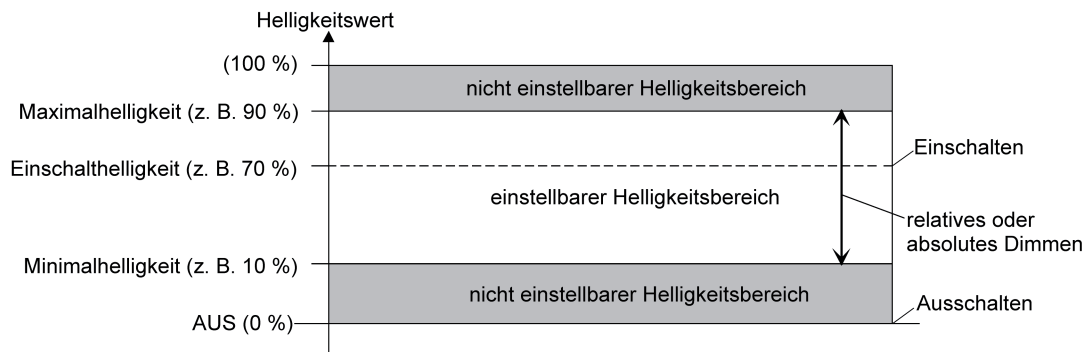 Helligkeitswert
(100 %)
nicht einstellbarer Helligkeitsbereich
Maximalhelligkeit (z. B. 90 %)
Einschalten
Einschalthelligkeit (z. B. 70 %)
einstellbarer Helligkeitsbereich
relatives oder
absolutes Dimmen
Minimalhelligkeit (z. B. 10 %)
nicht einstellbarer Helligkeitsbereich
Ausschalten
AUS (0 %)